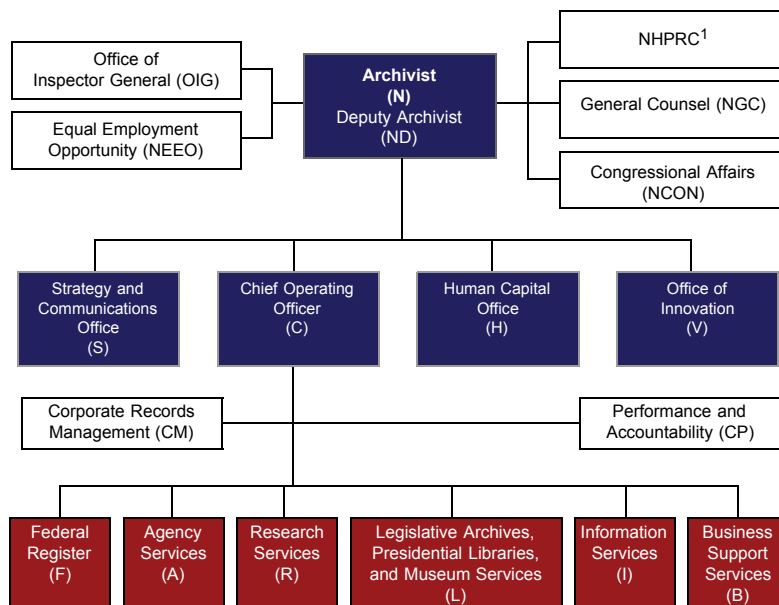 Office of
Inspector General (OIG)
Equal Employment
Opportunity (NEEO)
Archivist
(N)
Deputy Archivist
(ND)
NHPRC1
General Counsel (NGC)
Congressional Affairs
(NCON)
Strategy and
Communications
Office
(S)
Chief Operating
Officer
(C)
Human Capital
Office
(H)
Office of
Innovation
(V)
Corporate Records
Management (CM)
Performance and
Accountability (CP)
Federal
Register
(F)
Agency
Services
(A)
Research
Services
(R)
Legislative Archives,
Presidential Libraries,
and Museum Services
(L)
Information
Services
(I)
Business
Support
Services
(B)